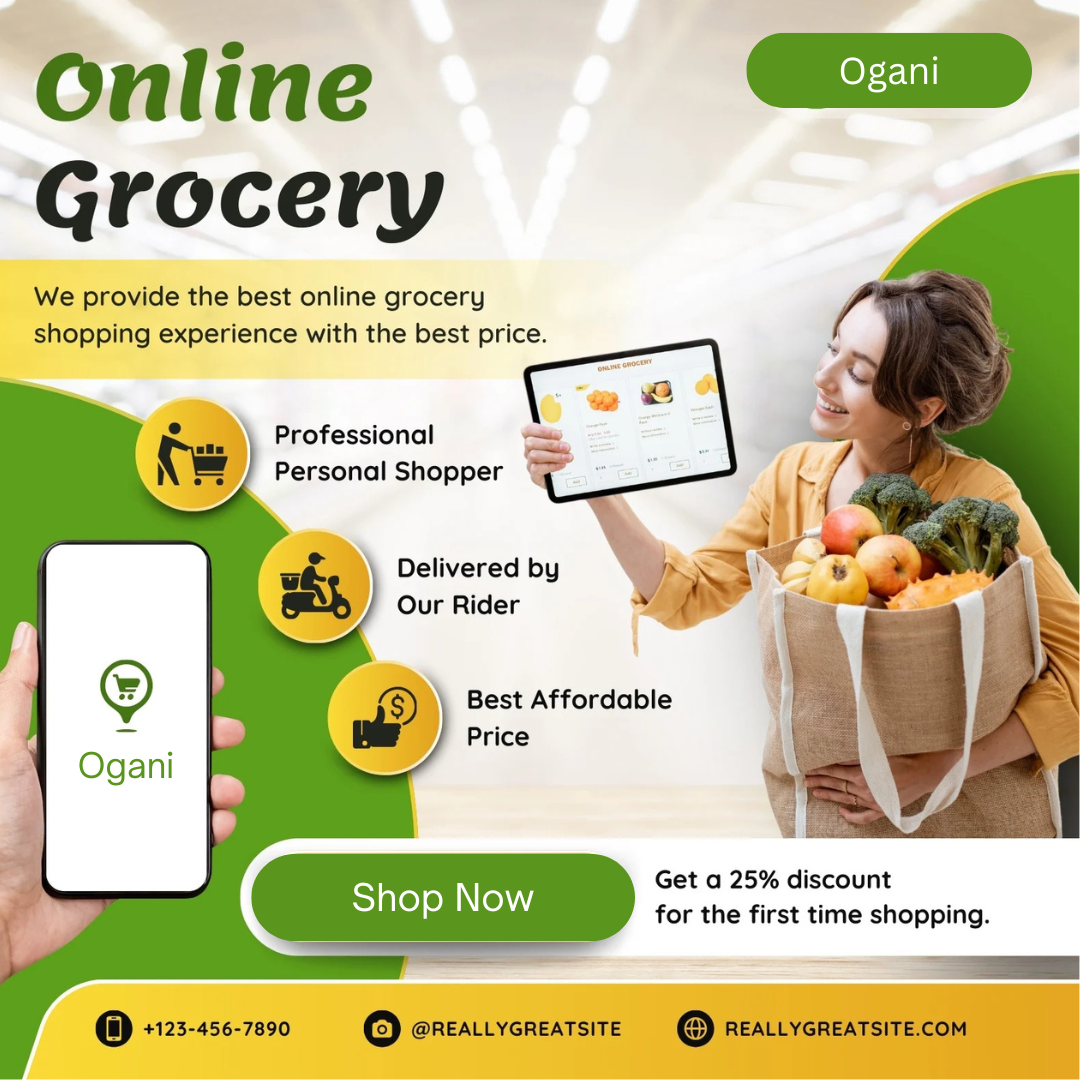 Online
Grocery
Ogani
We provide the best online grocery
shopping experience with the best price.
ONLINE GROCERY
Professional
Personal Shopper
Delivered by
Our Rider
Best Affordable
Price
Ogani
Shop Now
Get a 25% discount
for the first time shopping.
+123-456-7890
@REALLYGREATSITE
REALLYGREATSITE.COM